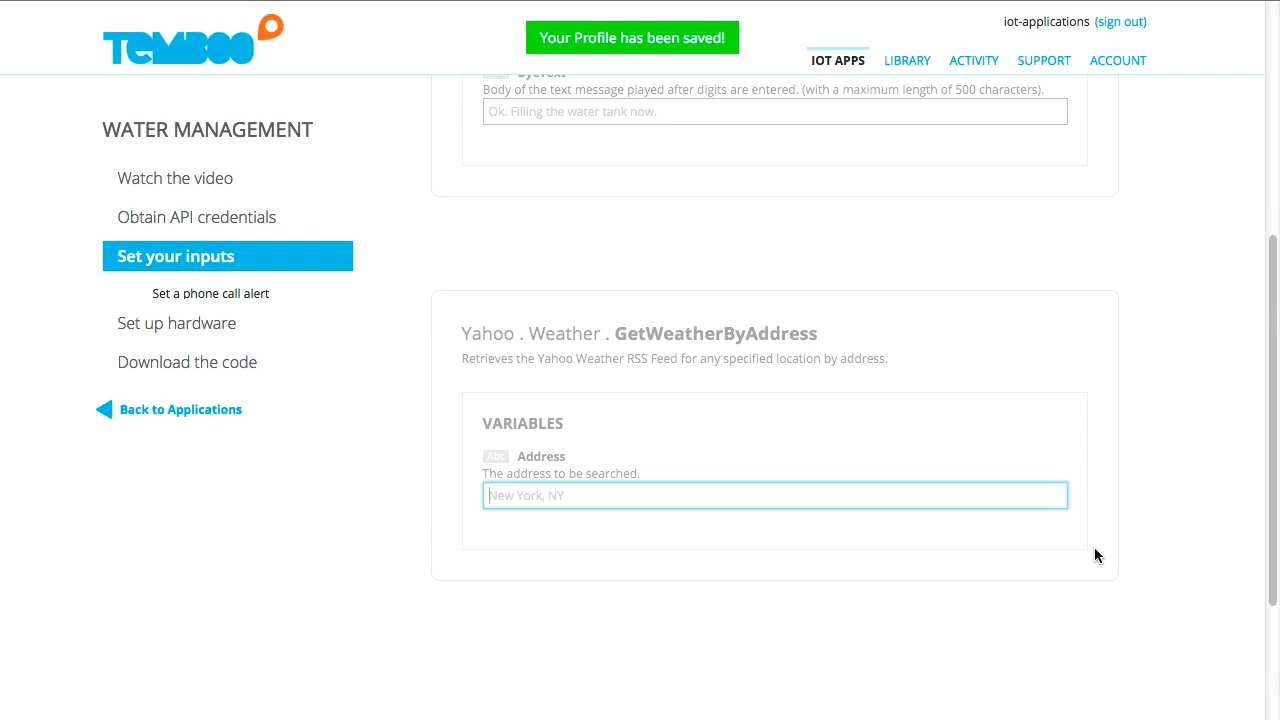 TEMBOO
Your Profile has been saved!
iot-applications (sign out)
IOT APPS LIBRARY ACTIVITY SUPPORT ACCOUNT
WATER MANAGEMENT
Watch the video
Obtain API credentials
Set your inputs
Set a phone call alert
Set up hardware
Download the code
Back to Applications
Body of the text message played after digits are entered. (with a maximum length of 500 characters).
Ok. Filling the water tank now.
Yahoo . Weather . GetWeatherByAddress
Retrieves the Yahoo Weather RSS Feed for any specified location by address.
VARIABLES
Abc Address
The address to be searched.
New York, NY